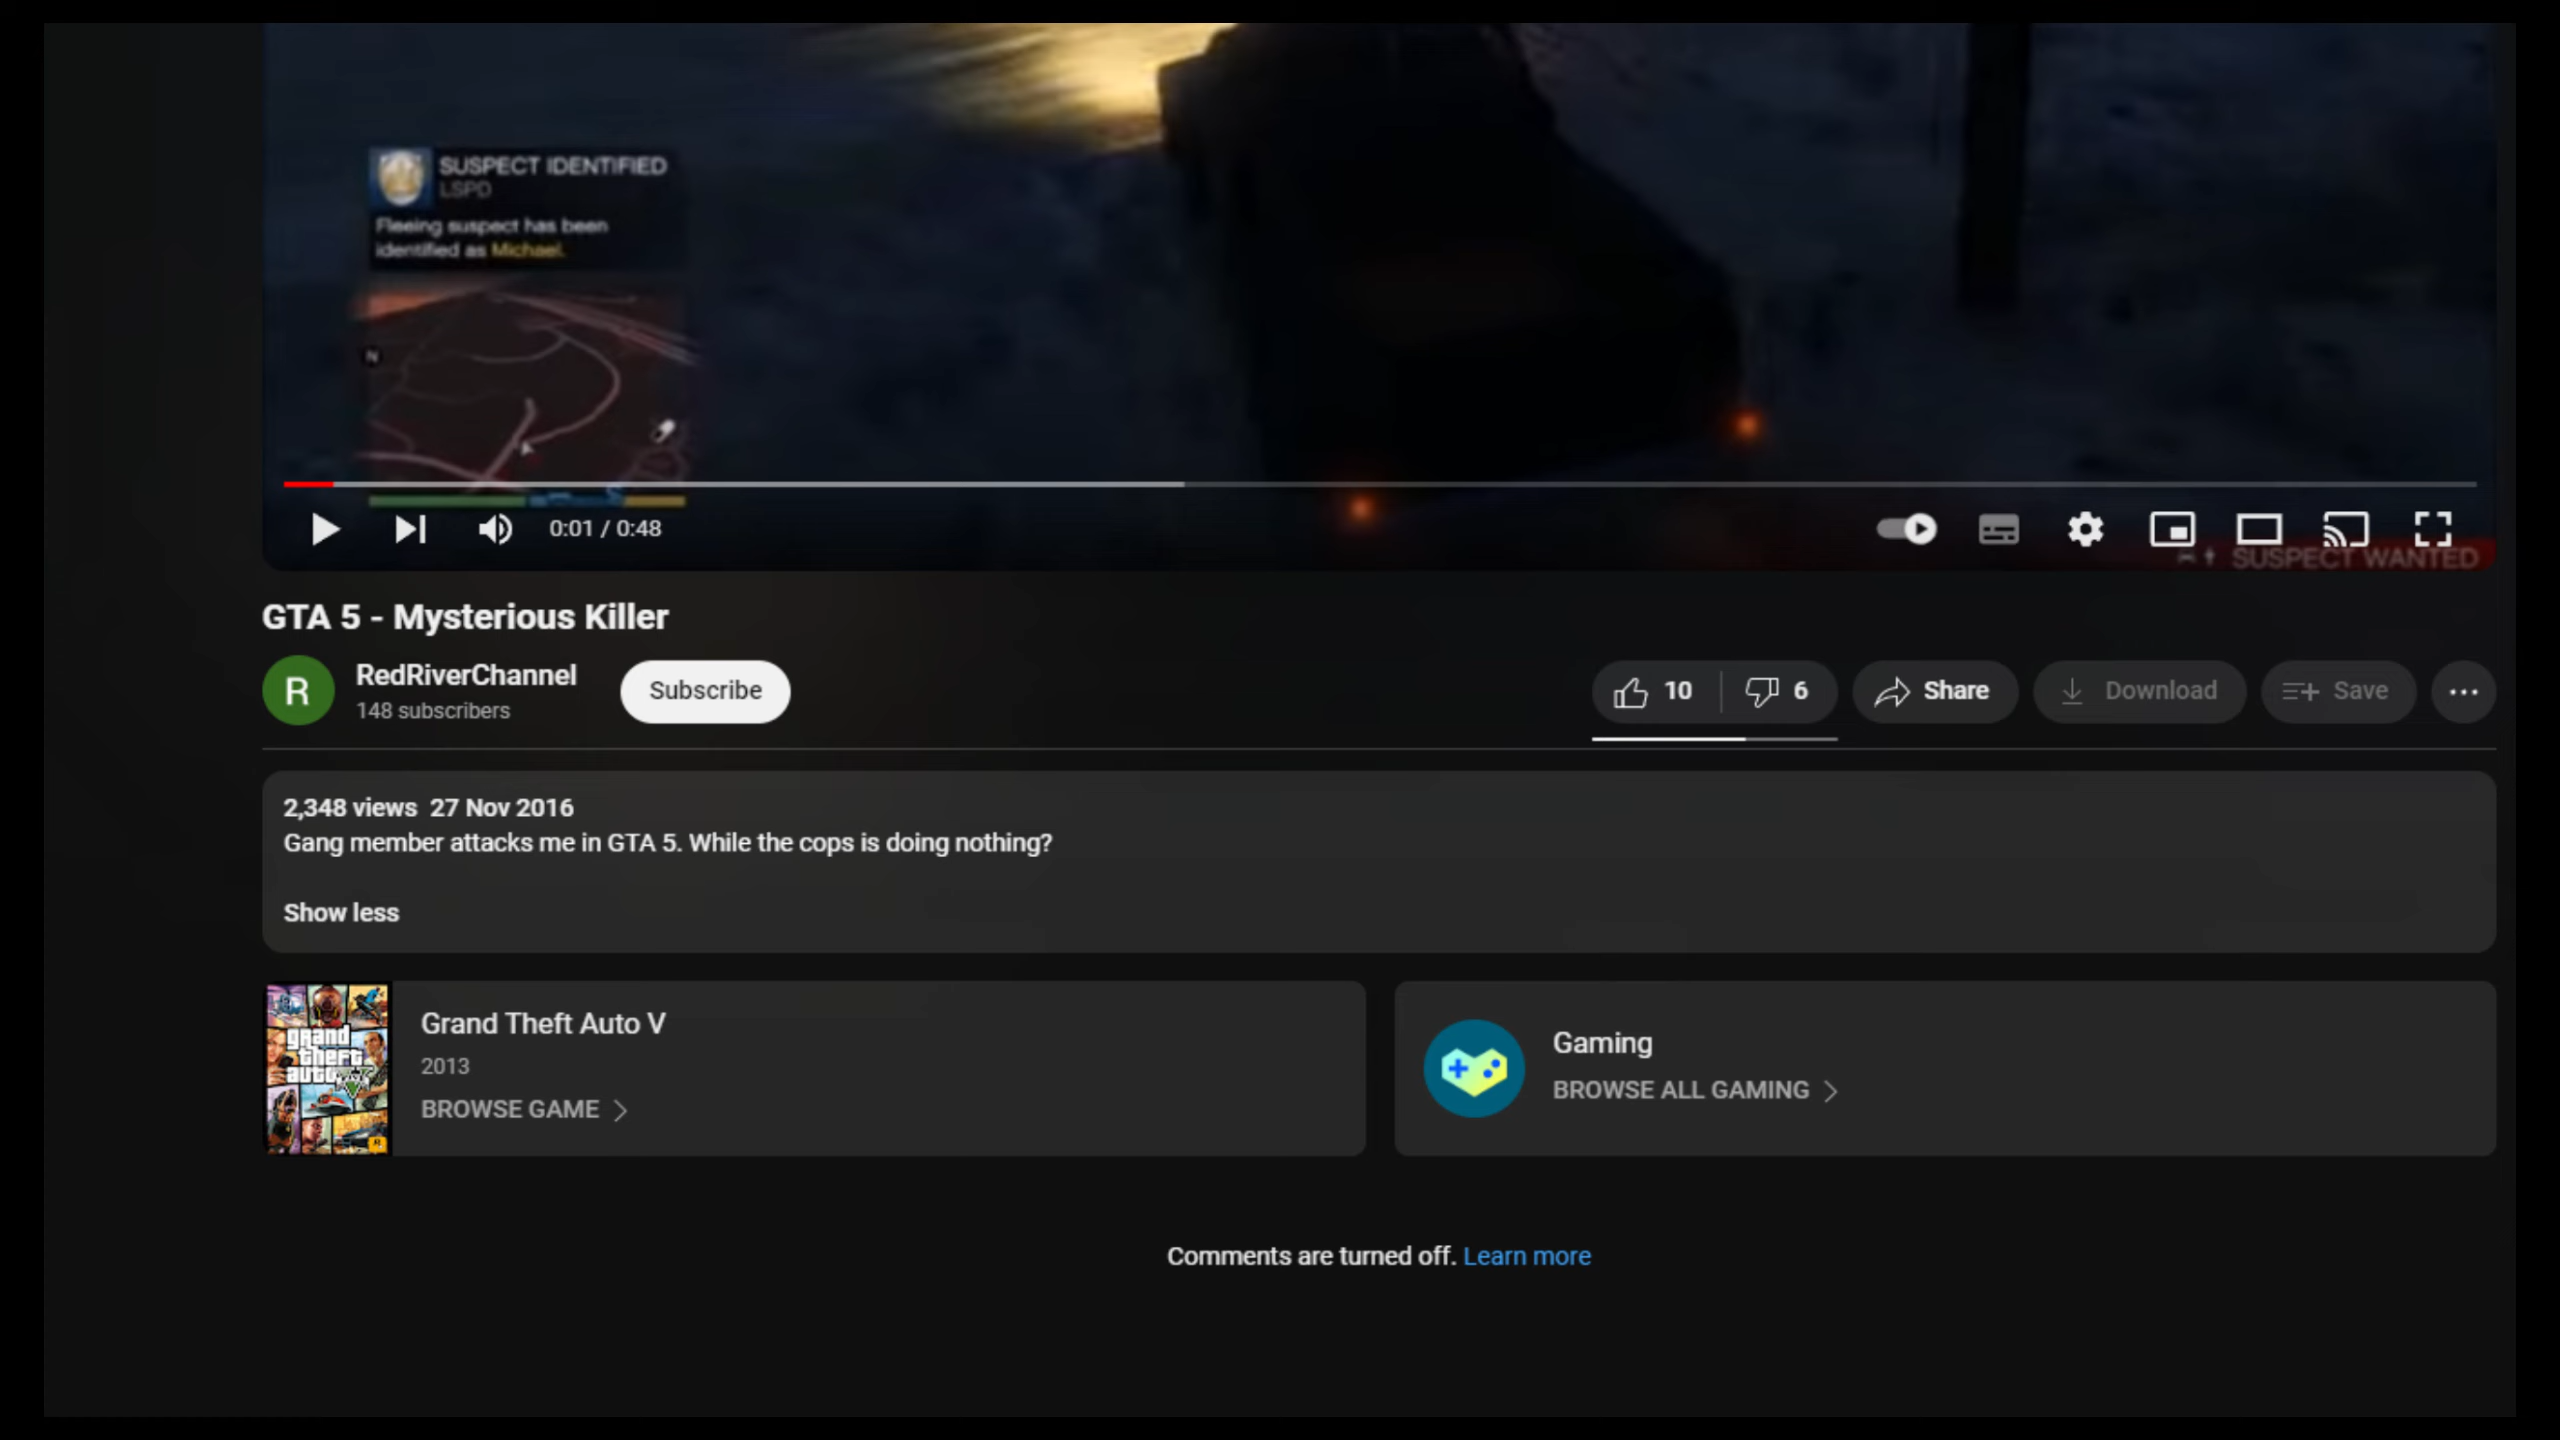 SUSPECT IDENTIFIED
LSPD
Fleeing suspect has been
identified as Michael.
N
0:01 / 0:48
SUSPECT WANTED
GTA 5 - Mysterious Killer
R
RedRiverChannel
148 subscribers
Subscribe
10
6
Share
Download
Save
2,348 views 27 Nov 2016
Gang member attacks me in GTA 5. While the cops is doing nothing?
Show less
grand
theft
auto
Grand Theft Auto V
2013
BROWSE GAME
Gaming
BROWSE ALL GAMING
Comments are turned off. Learn more